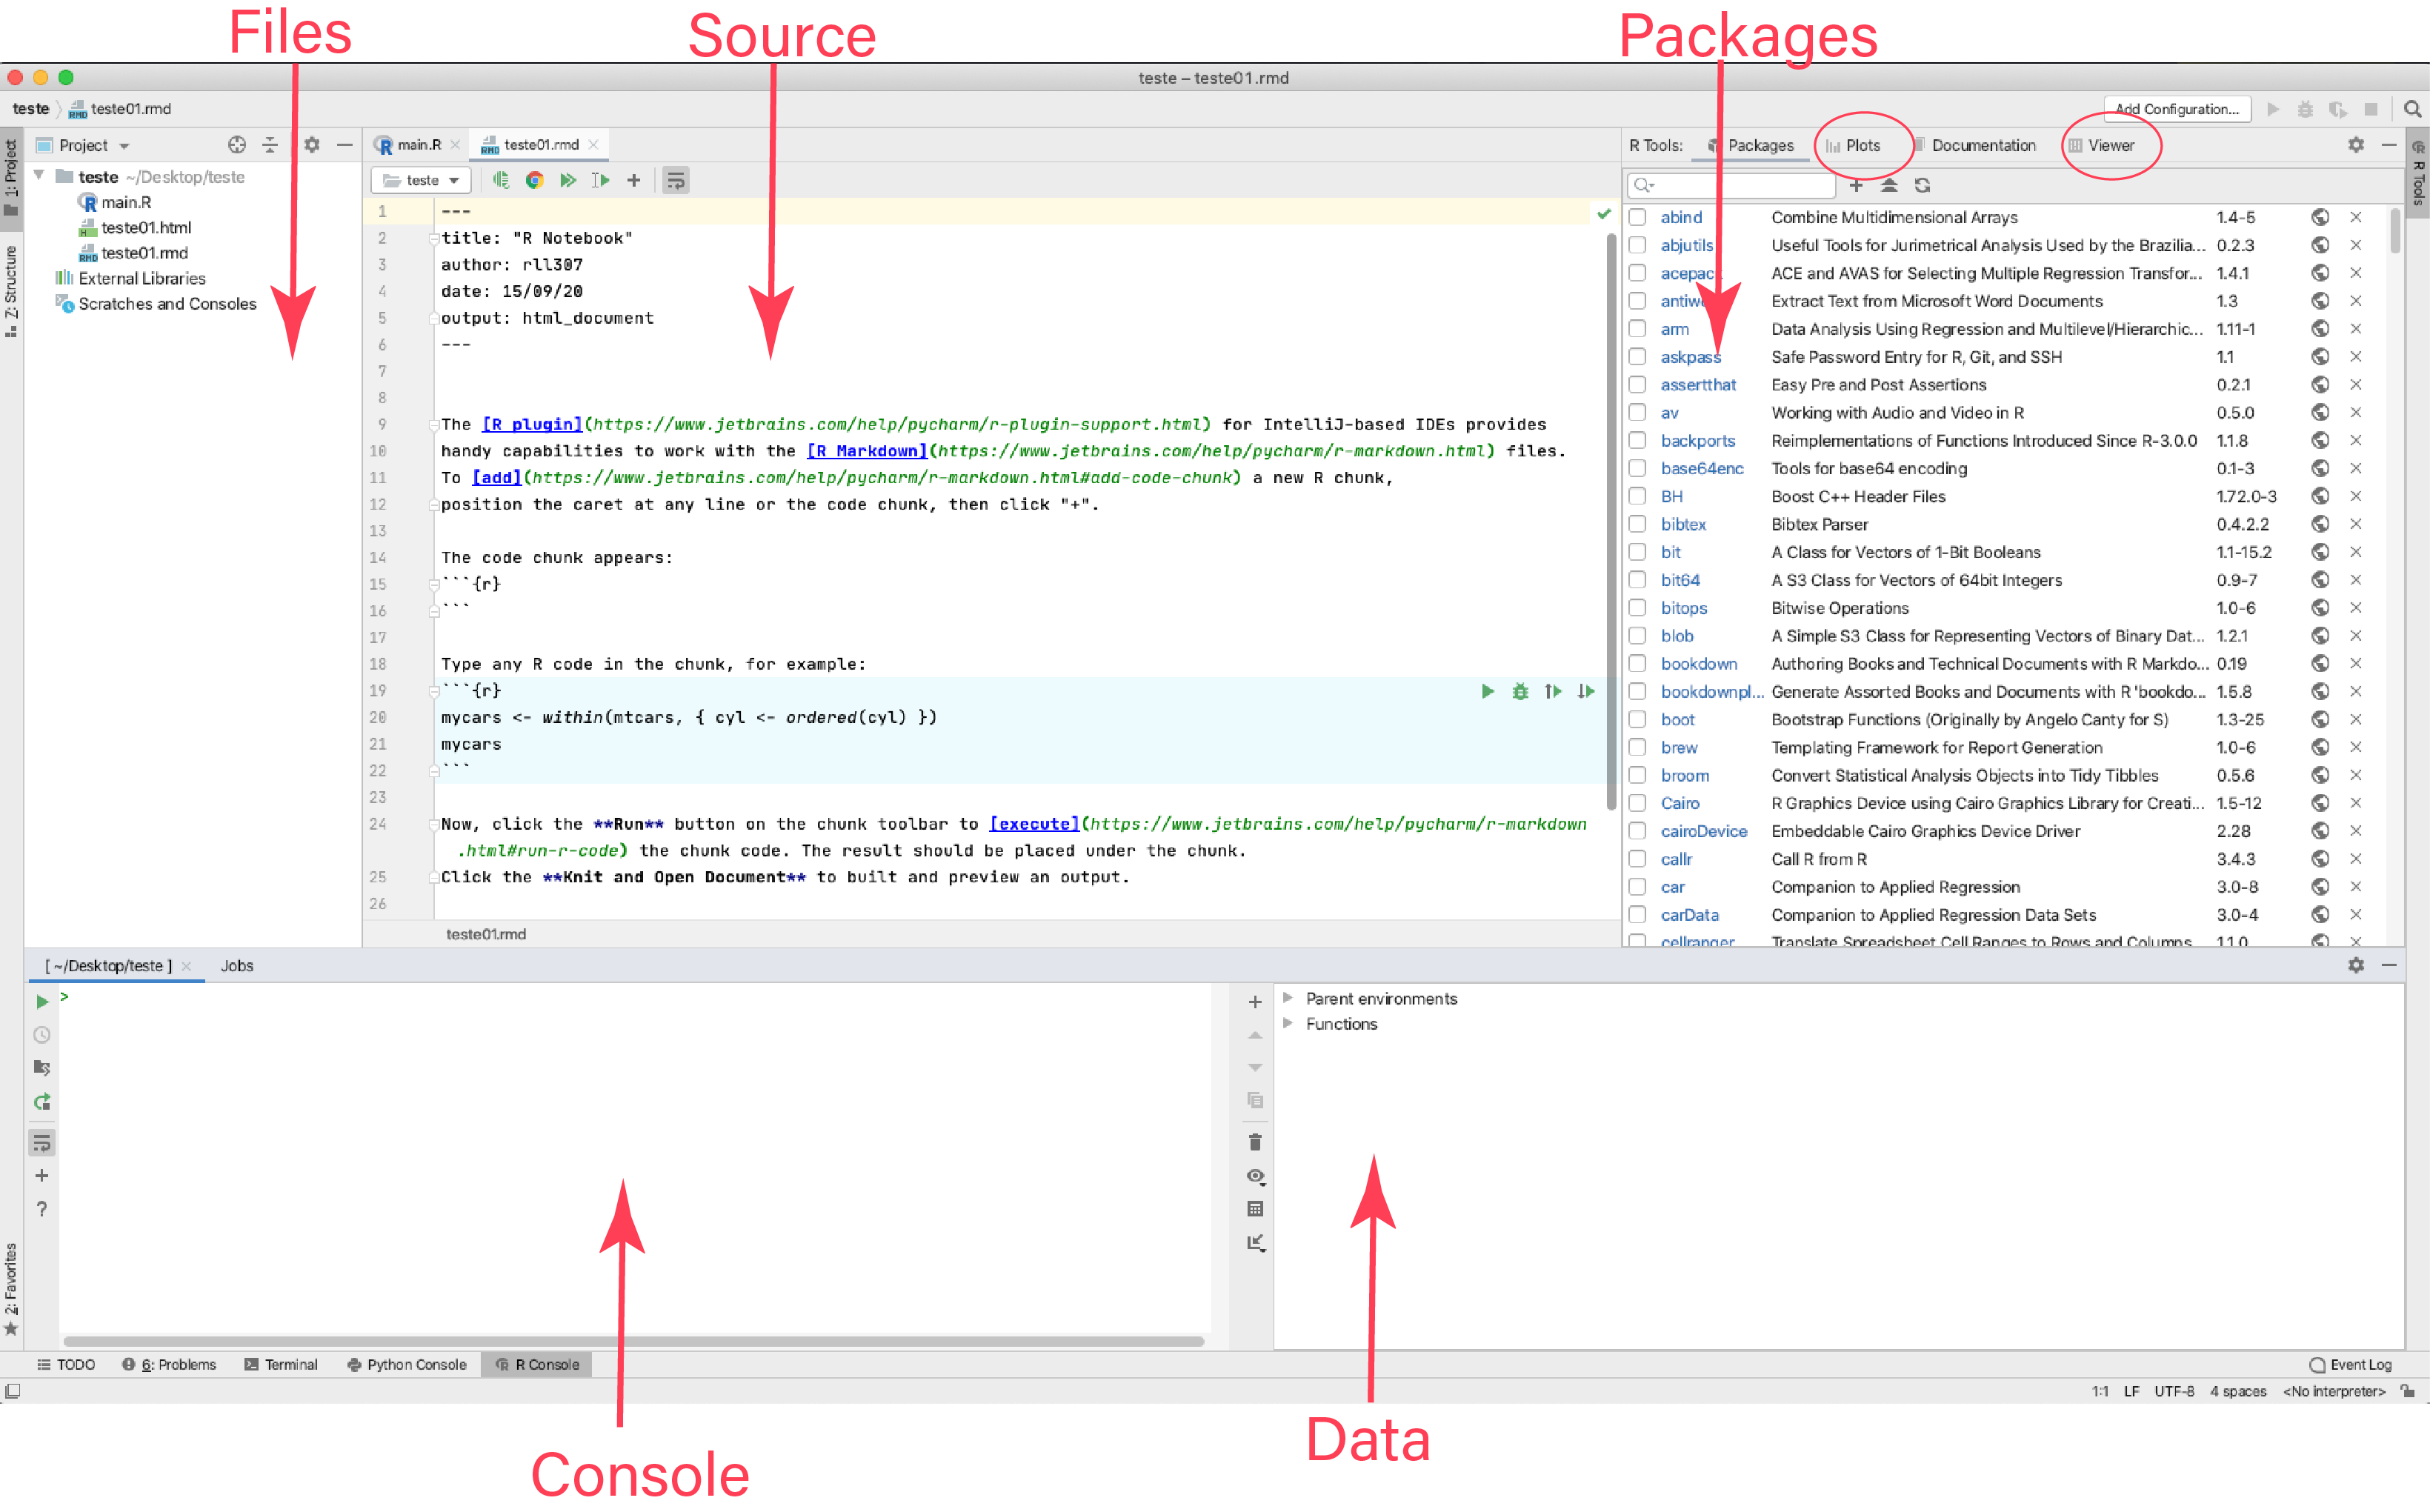 Files
Source
Packages
teste – teste01.rmd
teste
teste01.rmd
Add Configuration...
1: Project
Z: Structure
2: Favorites
Project
teste ~/Desktop/teste
main.R
teste01.html
teste01.rmd
External Libraries
Scratches and Consoles
main.R
teste01.rmd
teste
1 ---
2 title: "R Notebook"
3 author: rll307
4 date: 15/09/20
5 output: html_document
6 ---
7
8
9 The [R plugin](https://www.jetbrains.com/help/pycharm/r-plugin-support.html) for IntelliJ-based IDEs provides
10 handy capabilities to work with the [R Markdown](https://www.jetbrains.com/help/pycharm/r-markdown.html) files.
11 To [add](https://www.jetbrains.com/help/pycharm/r-markdown.html#add-code-chunk) a new R chunk,
12 position the caret at any line or the code chunk, then click "+".
13
14 The code chunk appears:
15 ```{r}
16 ```
17
18 Type any R code in the chunk, for example:
19 ```{r}
20 mycars <- within(mtcars, { cyl <- ordered(cyl) })
21 mycars
22 ```
23
24 Now, click the **Run** button on the chunk toolbar to [execute](https://www.jetbrains.com/help/pycharm/r-markdown
.html#run-r-code) the chunk code. The result should be placed under the chunk.
25 Click the **Knit and Open Document** to built and preview an output.
26
teste01.rmd
R Tools: Packages Plots Documentation Viewer
R Tools
abind Combine Multidimensional Arrays 1.4-5
abjutils Useful Tools for Jurimetrical Analysis Used by the Brazilia... 0.2.3
acepac ACE and AVAS for Selecting Multiple Regression Transfor... 1.4.1
antiw Extract Text from Microsoft Word Documents 1.3
arm Data Analysis Using Regression and Multilevel/Hierarchic... 1.11-1
askpass Safe Password Entry for R, Git, and SSH 1.1
assertthat Easy Pre and Post Assertions 0.2.1
av Working with Audio and Video in R 0.5.0
backports Reimplementations of Functions Introduced Since R-3.0.0 1.1.8
base64enc Tools for base64 encoding 0.1-3
BH Boost C++ Header Files 1.72.0-3
bibtex Bibtex Parser 0.4.2.2
bit A Class for Vectors of 1-Bit Booleans 1.1-15.2
bit64 A S3 Class for Vectors of 64bit Integers 0.9-7
bitops Bitwise Operations 1.0-6
blob A Simple S3 Class for Representing Vectors of Binary Dat... 1.2.1
bookdown Authoring Books and Technical Documents with R Markdo... 0.19
bookdownpl... Generate Assorted Books and Documents with R 'bookdo... 1.5.8
boot Bootstrap Functions (Originally by Angelo Canty for S) 1.3-25
brew Templating Framework for Report Generation 1.0-6
broom Convert Statistical Analysis Objects into Tidy Tibbles 0.5.6
Cairo R Graphics Device using Cairo Graphics Library for Creati... 1.5-12
cairoDevice Embeddable Cairo Graphics Device Driver 2.28
callr Call R from R 3.4.3
car Companion to Applied Regression 3.0-8
carData Companion to Applied Regression Data Sets 3.0-4
cellranger Translate Spreadsheet Cell Ranges to Rows and Columns 1.1.0
[ ~/Desktop/teste ]
Jobs
>
Parent environments
Functions
TODO
6: Problems
Terminal
Python Console
R Console
Event Log
1:1 LF UTF-8 4 spaces <No interpreter>
Console
Data